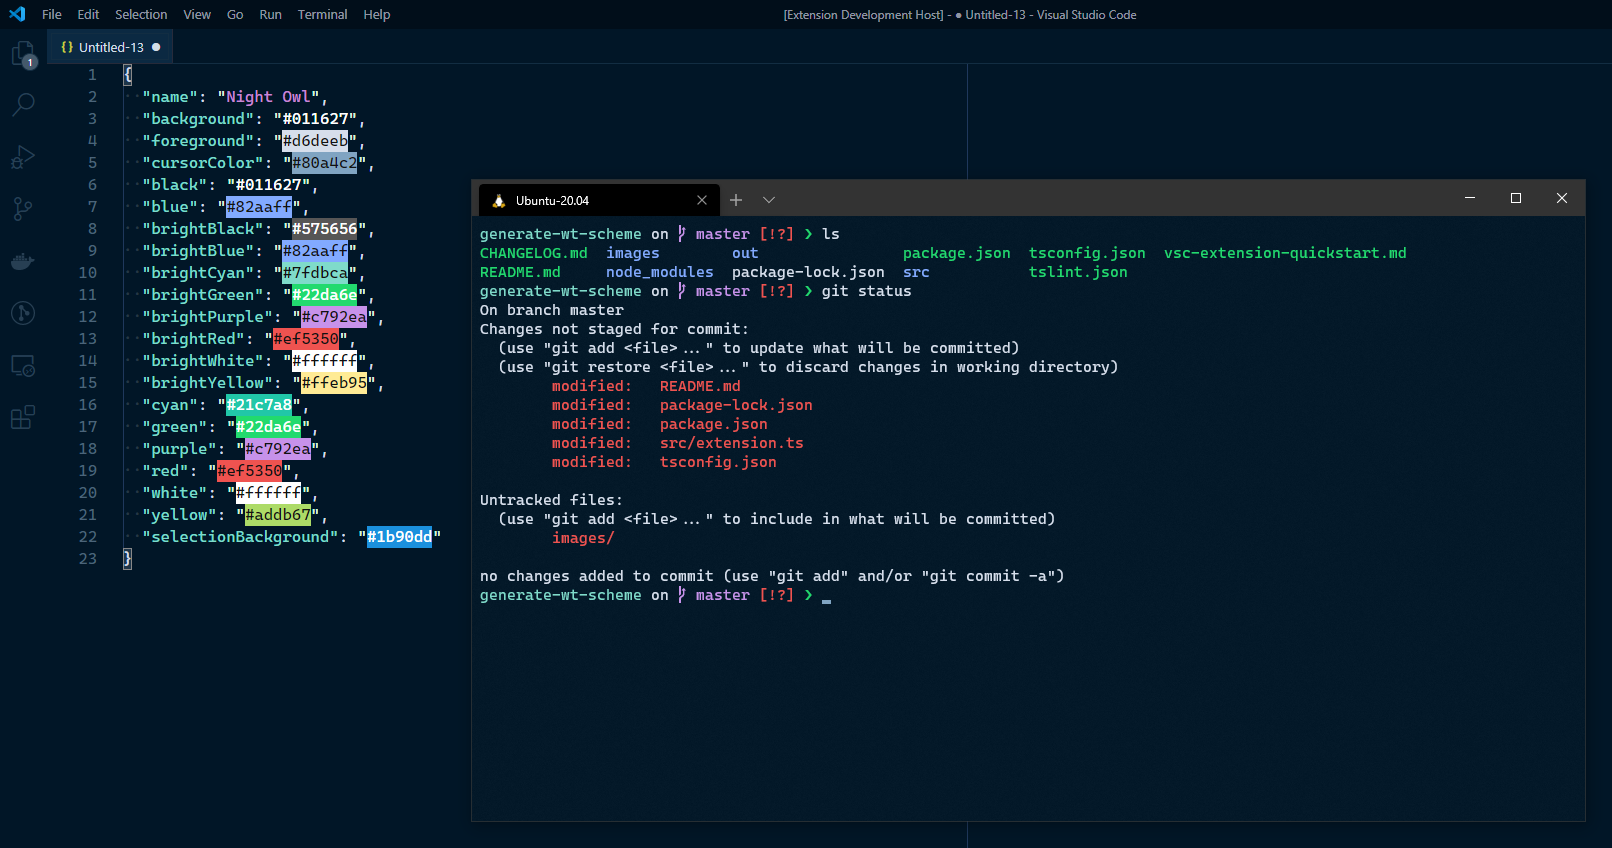 File Edit Selection View Go Run Terminal Help
[Extension Development Host] - ● Untitled-13 - Visual Studio Code
{} Untitled-13 ●
1
1 {
2 "name": "Night Owl",
3 "background": "#011627",
4 "foreground": "#d6deeb",
5 "cursorColor": "#80a4c2",
6 "black": "#011627",
7 "blue": "#82aaff",
8 "brightBlack": "#575656",
9 "brightBlue": "#82aaff",
10 "brightCyan": "#7fdbca",
11 "brightGreen": "#22da6e",
12 "brightPurple": "#c792ea",
13 "brightRed": "#ef5350",
14 "brightWhite": "#ffffff",
15 "brightYellow": "#ffeb95",
16 "cyan": "#21c7a8",
17 "green": "#22da6e",
18 "purple": "#c792ea",
19 "red": "#ef5350",
20 "white": "#ffffff",
21 "yellow": "#addb67",
22 "selectionBackground": "#1b90dd"
23 }
Ubuntu-20.04
generate-wt-scheme on master [!?] ❯ ls
CHANGELOG.md images out package.json tsconfig.json vsc-extension-quickstart.md
README.md node_modules package-lock.json src tslint.json
generate-wt-scheme on master [!?] ❯ git status
On branch master
Changes not staged for commit:
(use "git add <file>..." to update what will be committed)
(use "git restore <file>..." to discard changes in working directory)
modified: README.md
modified: package-lock.json
modified: package.json
modified: src/extension.ts
modified: tsconfig.json
Untracked files:
(use "git add <file>..." to include in what will be committed)
images/
no changes added to commit (use "git add" and/or "git commit -a")
generate-wt-scheme on master [!?] ❯ _